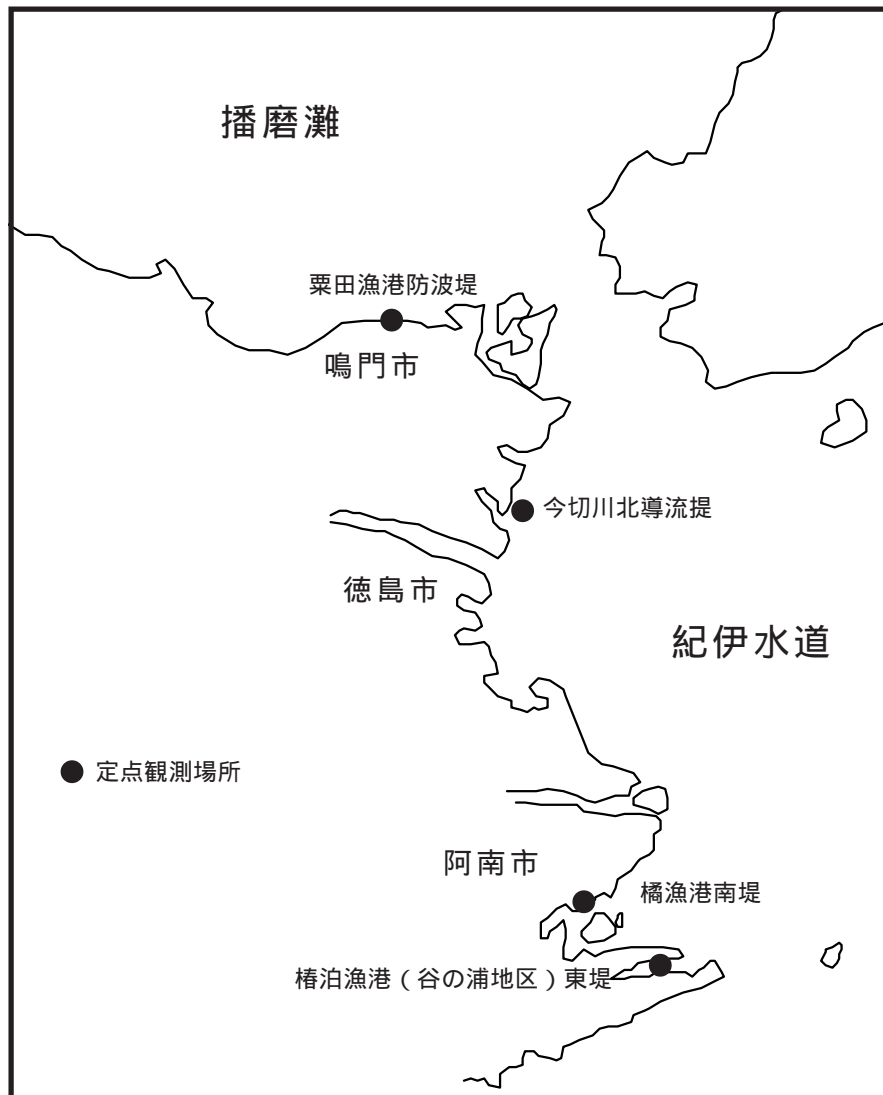 播磨灘
粟田漁港防波堤
鳴門市
今切川北導流提
徳島市
紀伊水道
定点観測場所
阿南市
橘漁港南堤
椿泊漁港（谷の浦地区）東堤